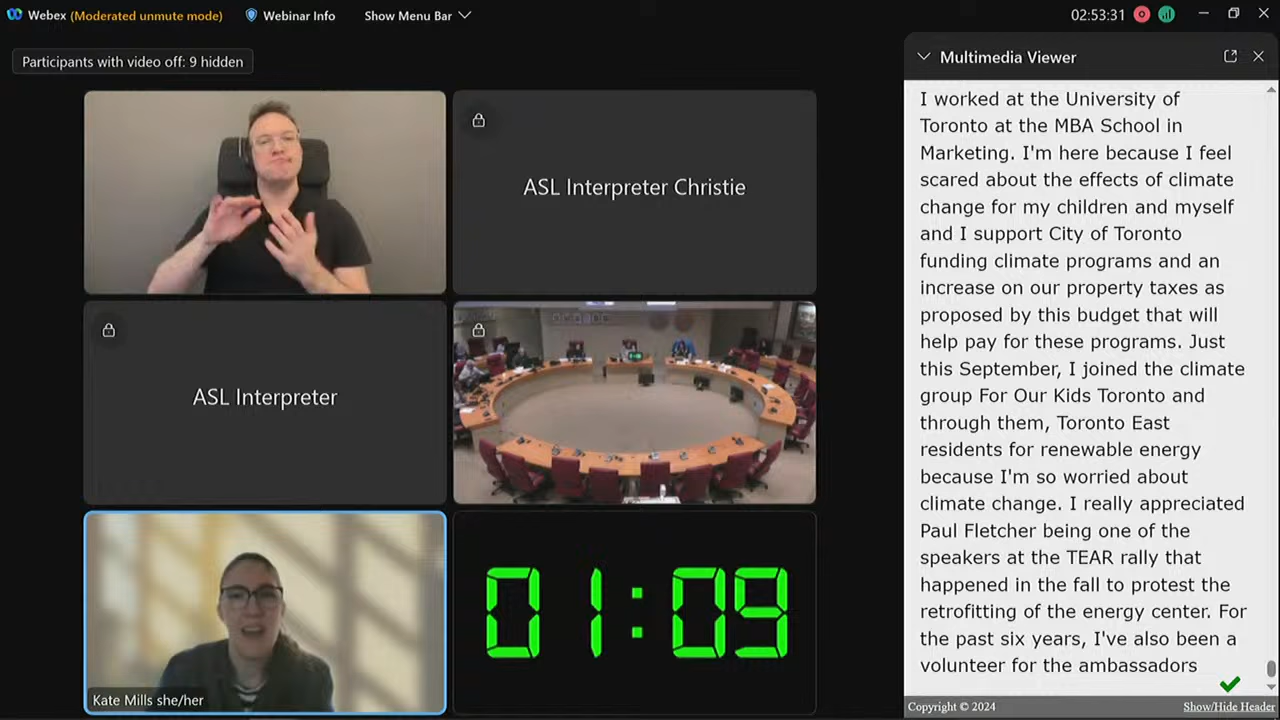 Webex (Moderated unmute mode) Webinar Info Show Menu Bar 02:53:31
Participants with video off: 9 hidden
ASL Interpreter Christie
ASL Interpreter
Kate Mills she/her
01:09
Multimedia Viewer
I worked at the University of
Toronto at the MBA School in
Marketing. I'm here because I feel
scared about the effects of climate
change for my children and myself
and I support City of Toronto
funding climate programs and an
increase on our property taxes as
proposed by this budget that will
help pay for these programs. Just
this September, I joined the climate
group For Our Kids Toronto and
through them, Toronto East
residents for renewable energy
because I'm so worried about
climate change. I really appreciated
Paul Fletcher being one of the
speakers at the TEAR rally that
happened in the fall to protest the
retrofitting of the energy center. For
the past six years, I've also been a
volunteer for the ambassadors
Copyright © 2024 Show/Hide Header